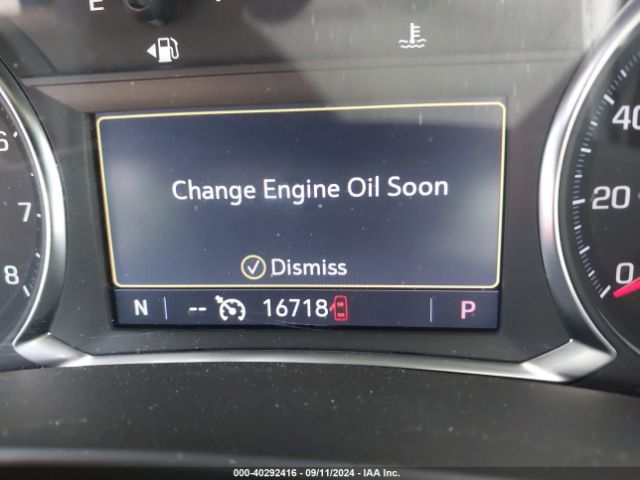 E
6
7
8
Change Engine Oil Soon
Dismiss
N -- 16718 P
40
20
0
000-40292416 - 09/11/2024 - IAA Inc.